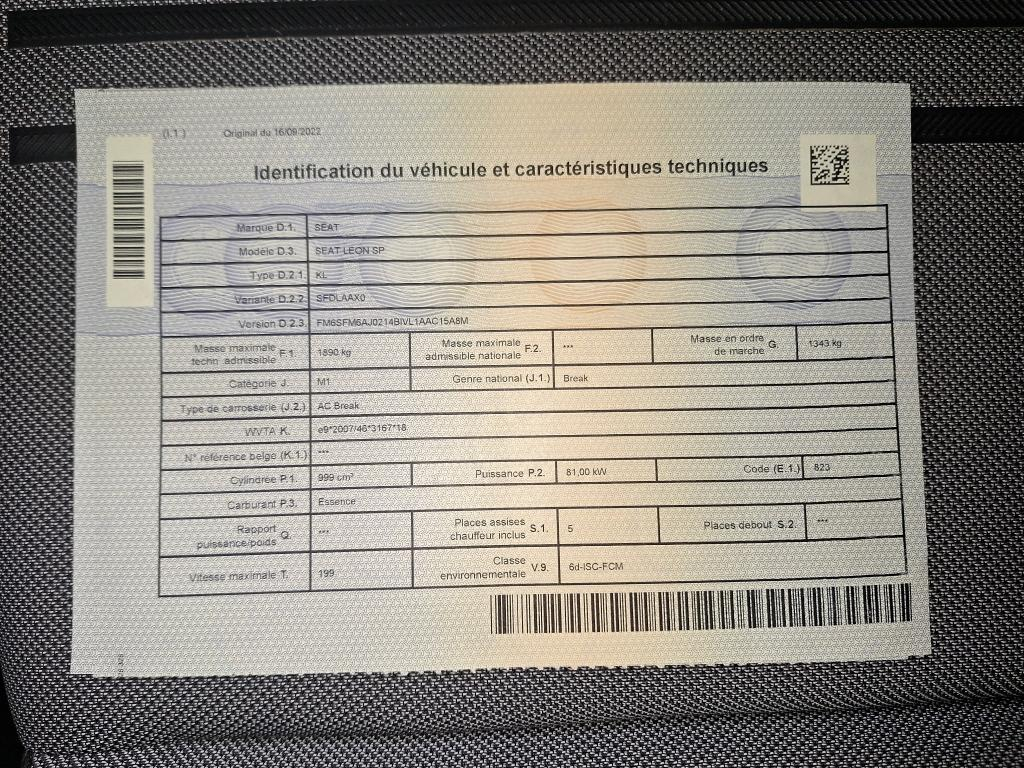 (I.1.) Original du 16/09/2022
Identification du véhicule et caractéristiques techniques
Marque D.1. SEAT
Modèle D.3. SEAT LEON SP
Type D.2.1. KL
Variante D.2.2. SFDLAAX0
Version D.2.3. FM6SFM6AJ0214BIVL1AAC15A8M
Masse maximale techn. admissible F.1. 1890 kg Masse maximale admissible nationale F.2. *** Masse en ordre de marche G. 1343 kg
Catégorie J. M1 Genre national (J.1.) Break
Type de carrosserie (J.2.) AC Break
WVTA K. e9*2007/46*3167*18
N° référence belge (K.1.) ***
Cylindrée P.1. 999 cm³ Puissance P.2. 81,00 kW Code (E.1.) 823
Carburant P.3. Essence
Rapport puissance/poids Q. *** Places assises chauffeur inclus S.1. 5 Places debout S.2. ***
Vitesse maximale T. 199 Classe environnementale V.9. 6d-ISC-FCM